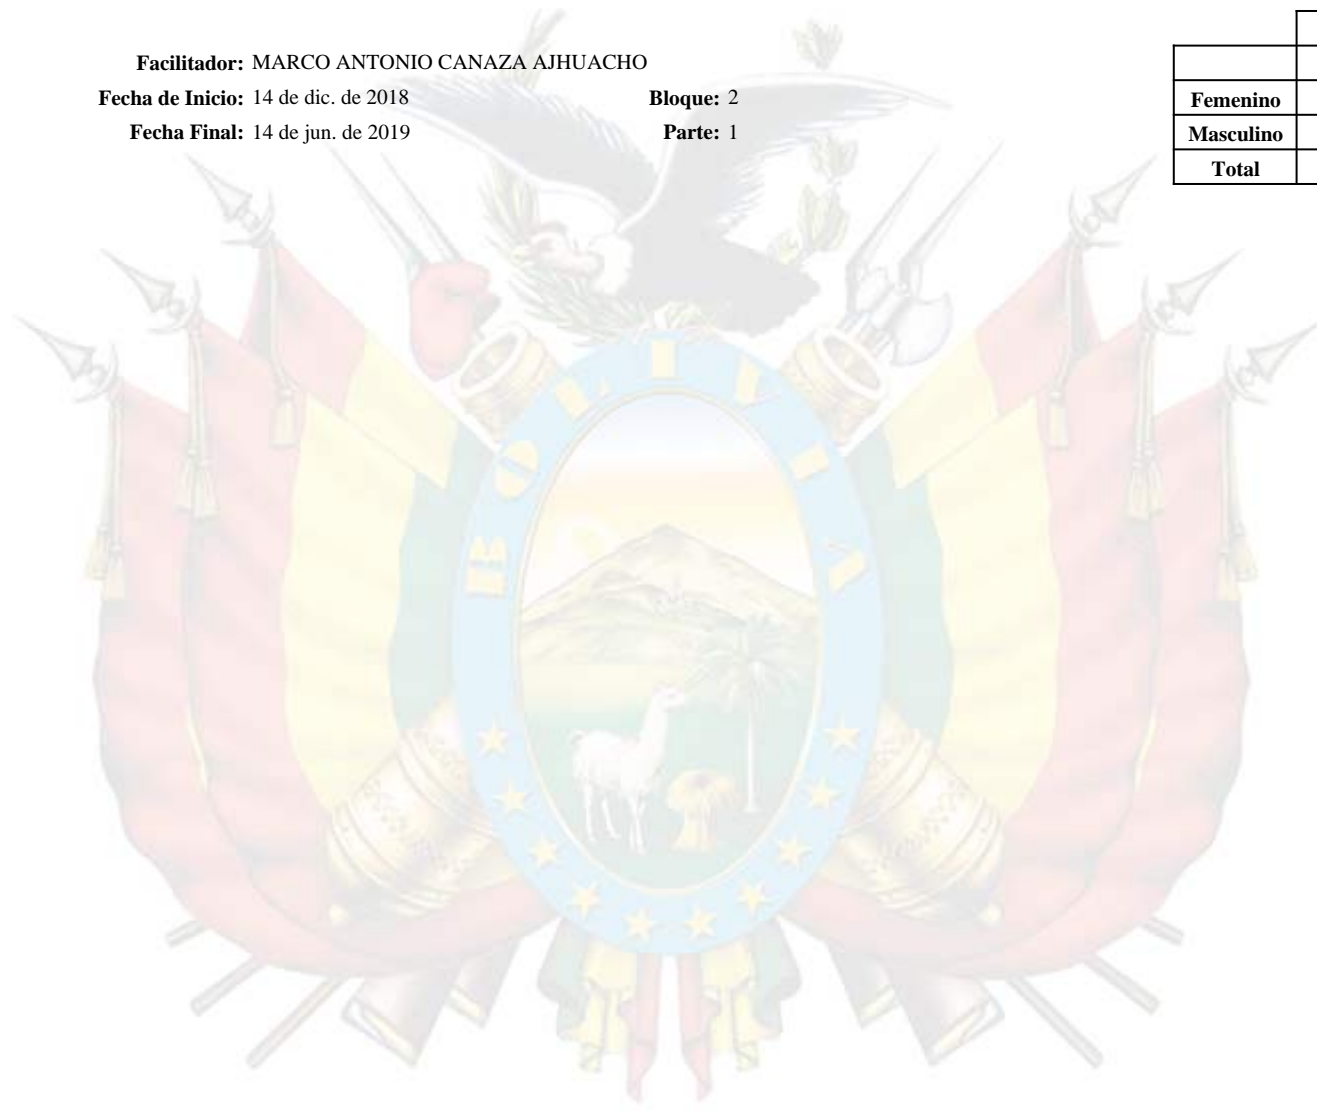 Facilitador: MARCO ANTONIO CANAZA AJHUACHO
Fecha de Inicio: 14 de dic. de 2018 Bloque: 2
Fecha Final: 14 de jun. de 2019 Parte: 1
Femenino
Masculino
Total
BOLIVIA